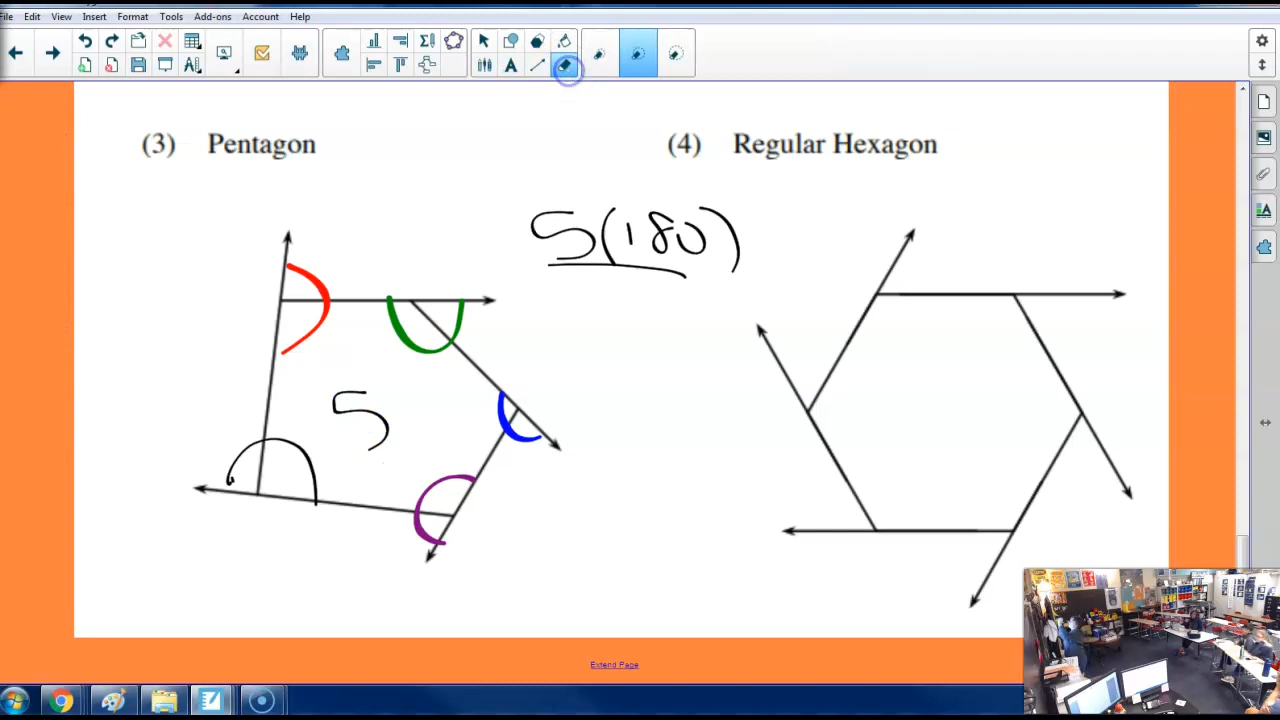 File Edit View Insert Format Tools Add-ons Account Help
(3) Pentagon
(4) Regular Hexagon
5(180)
5
Extend Page